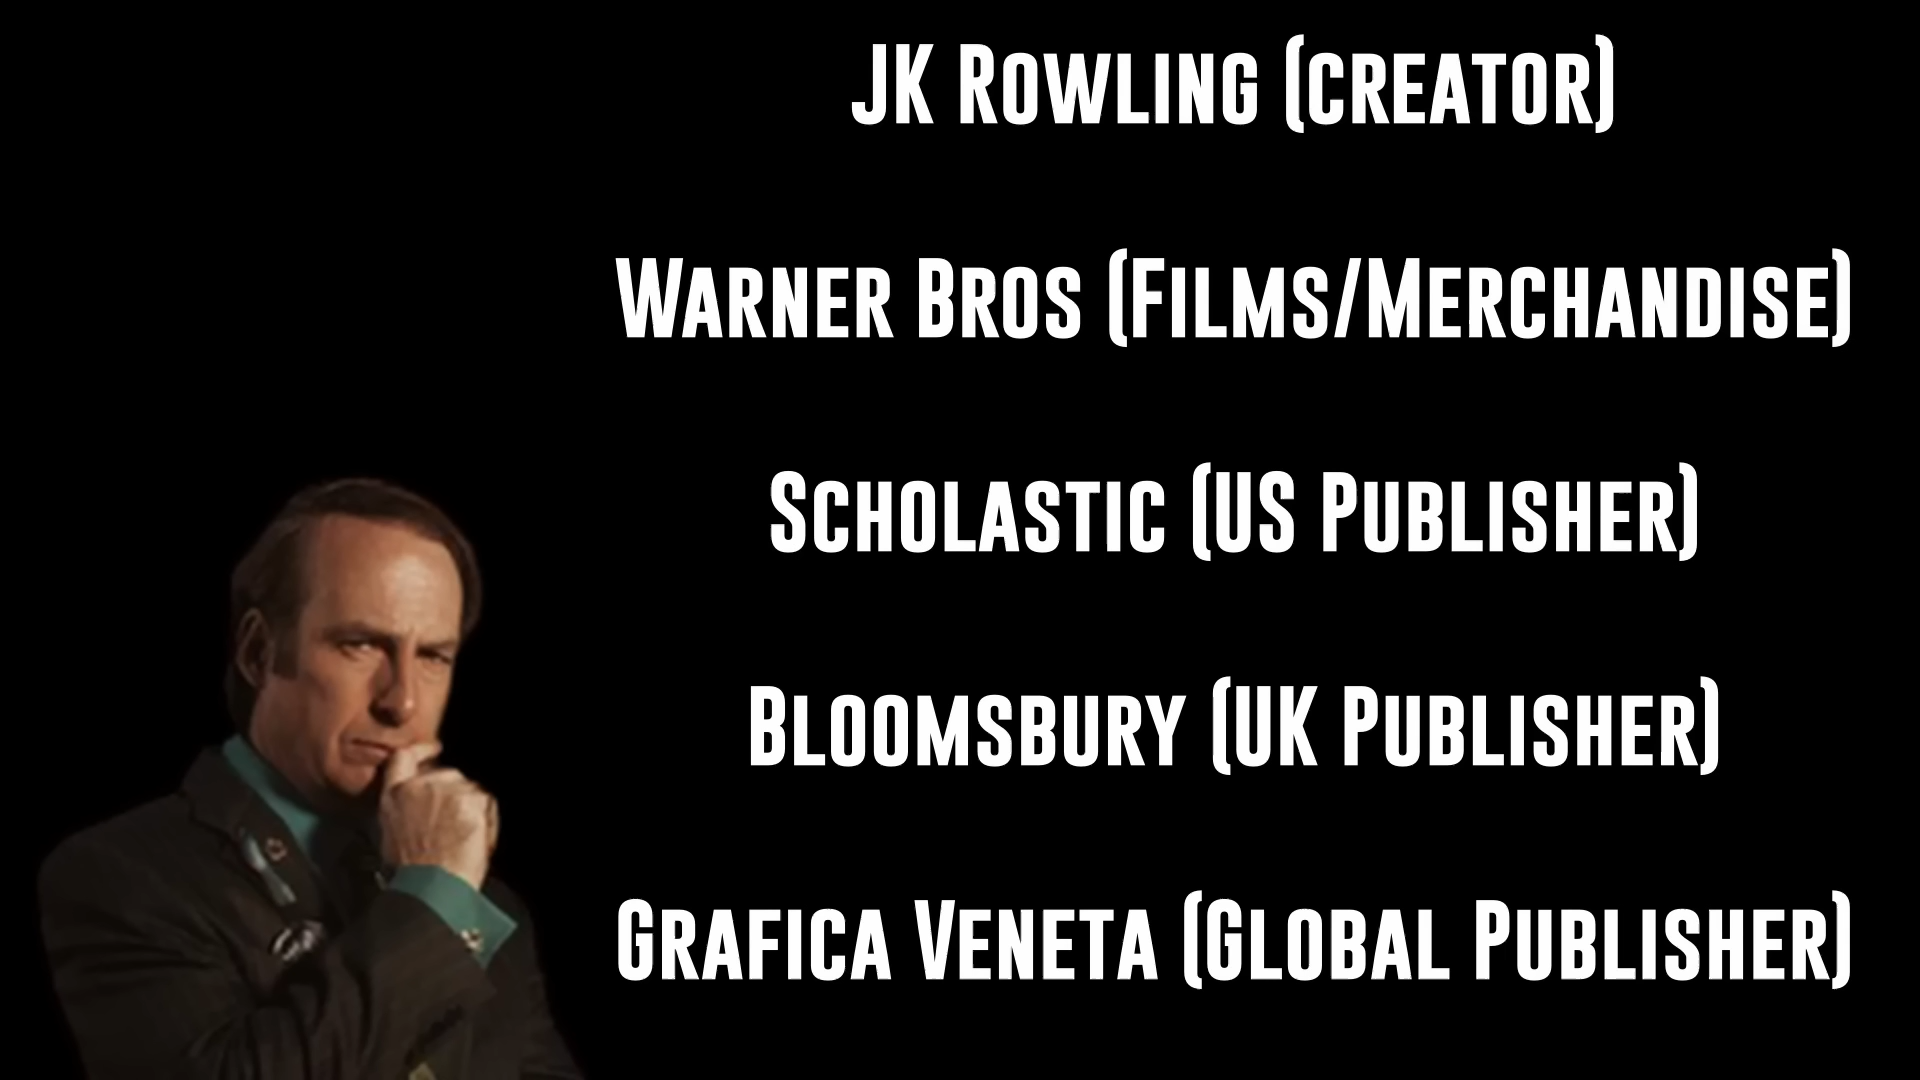 JK Rowling (creator)
Warner Bros (Films/Merchandise)
Scholastic (US Publisher)
Bloomsbury (UK Publisher)
Grafica Veneta (Global Publisher)